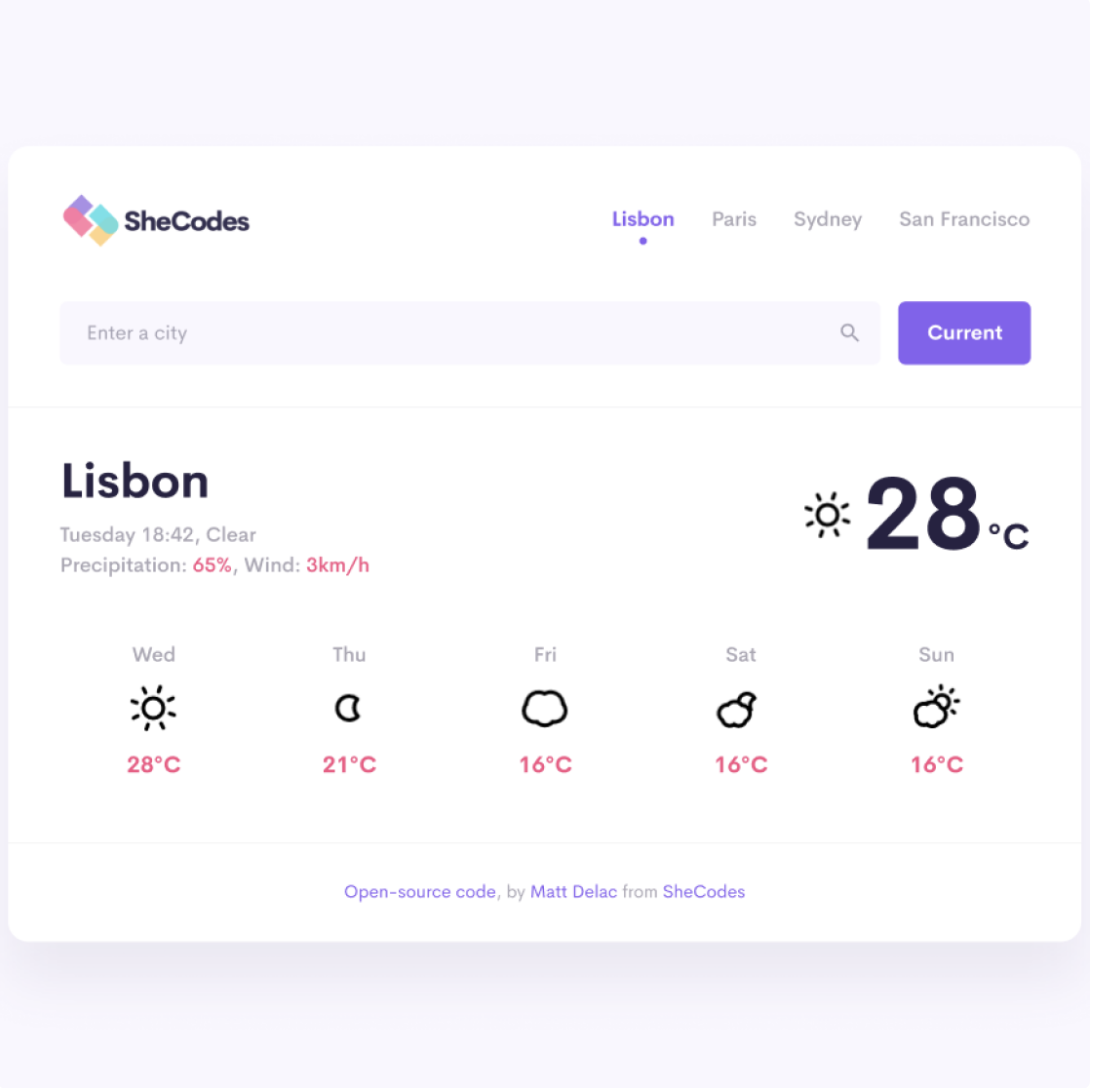 SheCodes
Lisbon Paris Sydney San Francisco
Enter a city
Current
Lisbon
28 °C
Tuesday 18:42, Clear
Precipitation: 65%, Wind: 3km/h
Wed Thu Fri Sat Sun
28°C 21°C 16°C 16°C 16°C
Open-source code, by Matt Delac from SheCodes